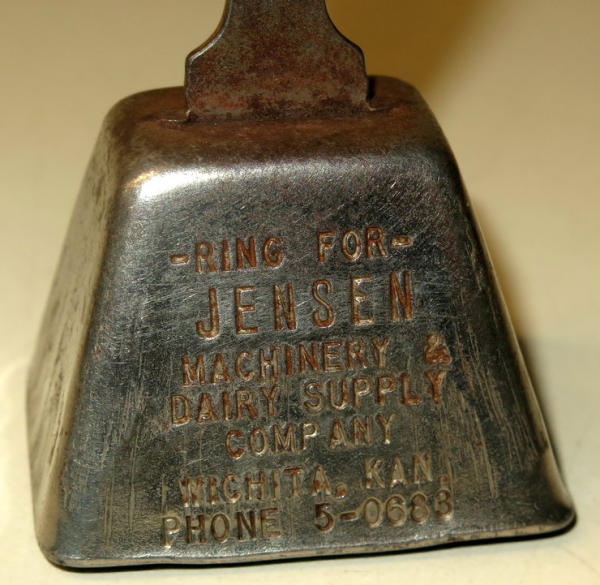 -RING FOR-
JENSEN
MACHINERY &
DAIRY SUPPLY
COMPANY
WICHITA, KAN.
PHONE 5-0688